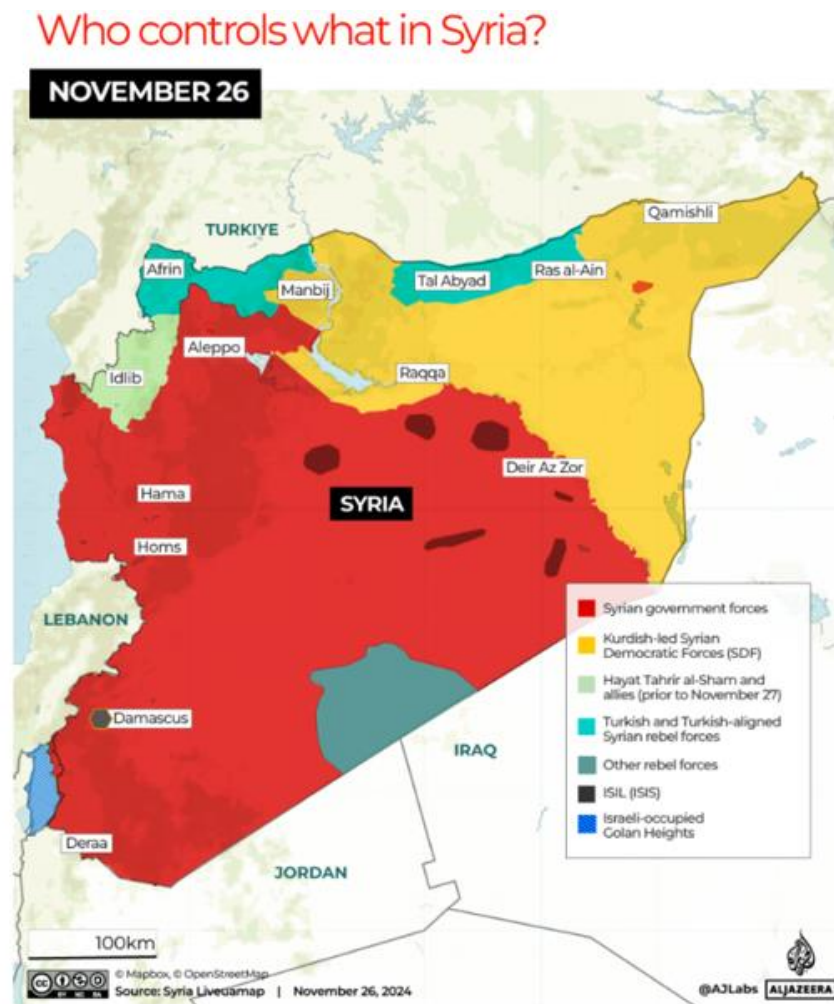 Who controls what in Syria?
NOVEMBER 26
TURKIYE
Qamishli
Afrin
Manbij
Tal Abyad
Ras al-Ain
Aleppo
Idlib
Raqqa
Deir Az Zor
Hama
SYRIA
Homs
LEBANON
Damascus
IRAQ
Deraa
JORDAN
Syrian government forces
Kurdish-led Syrian
Democratic Forces (SDF)
Hayat Tahrir al-Sham and
allies (prior to November 27)
Turkish and Turkish-aligned
Syrian rebel forces
Other rebel forces
ISIL (ISIS)
Israeli-occupied
Golan Heights
100km
© Mapbox, © OpenStreetMap
Source: Syria Liveuamap | November 26, 2024
@AJLabs
ALJAZEERA